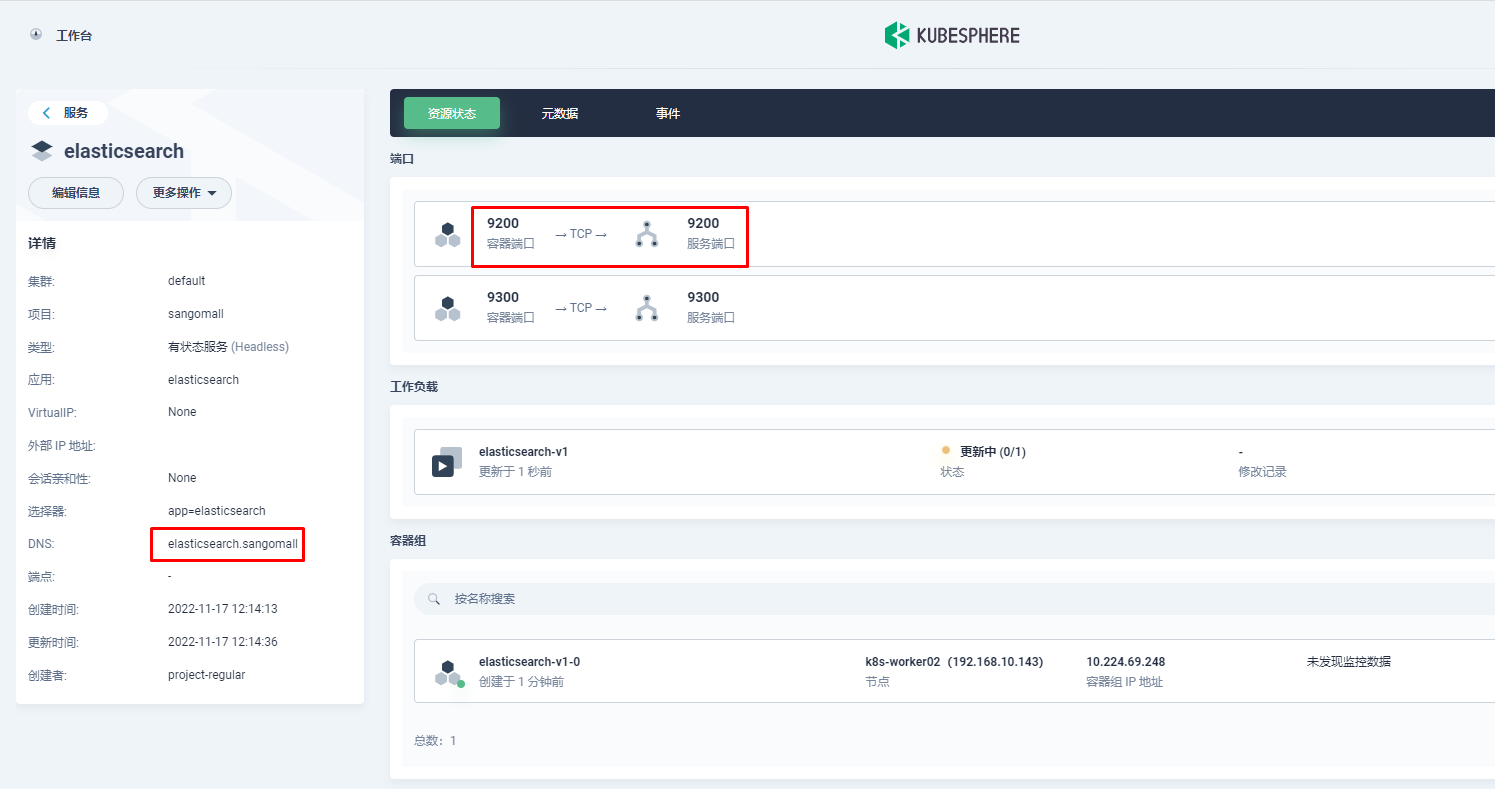 工作台
KUBESPHERE
服务
elasticsearch
编辑信息
更多操作
详情
集群: default
项目: sangomall
类型: 有状态服务 (Headless)
应用: elasticsearch
VirtualIP: None
外部 IP 地址:
会话亲和性: None
选择器: app=elasticsearch
DNS: elasticsearch.sangomall
端点: -
创建时间: 2022-11-17 12:14:13
更新时间: 2022-11-17 12:14:36
创建者: project-regular
资源状态 元数据 事件
端口
9200 → TCP → 9200
容器端口 服务端口
9300 → TCP → 9300
容器端口 服务端口
工作负载
elasticsearch-v1 更新中 (0/1) -
更新于 1 秒前 状态 修改记录
容器组
按名称搜索
elasticsearch-v1-0 k8s-worker02（192.168.10.143) 10.224.69.248 未发现监控数据
创建于 1 分钟前 节点 容器组 IP 地址
总数：1